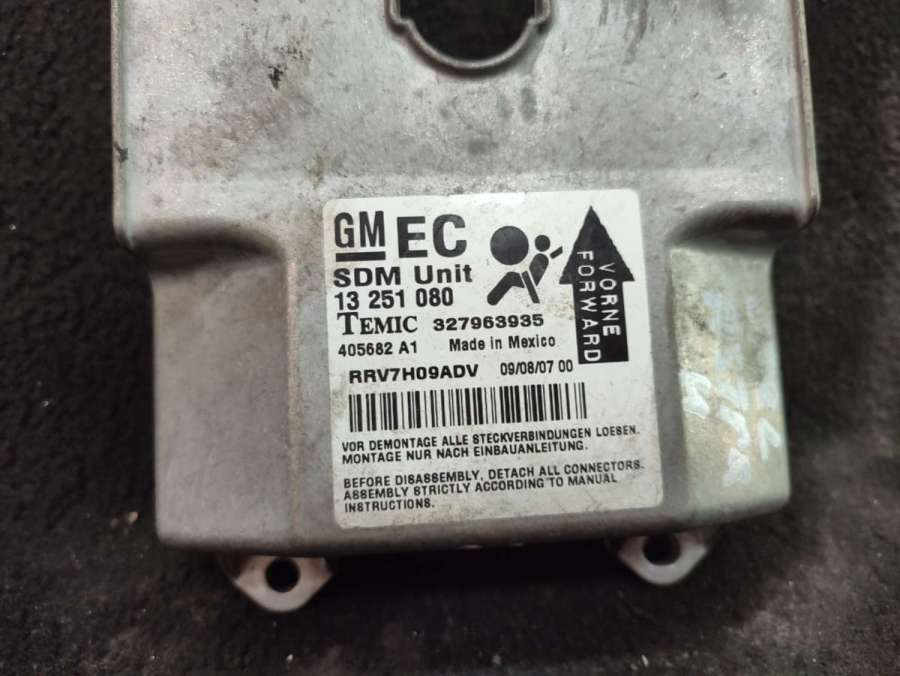 GM EC
SDM Unit
13 251 080
TEMIC 327963935
405682 A1 Made in Mexico
RRV7H09ADV 09/08/07 00
VORNE
FORWARD
VOR DEMONTAGE ALLE STECKVERBINDUNGEN LOESEN.
MONTAGE NUR NACH EINBAUANLEITUNG.
BEFORE DISASSEMBLY, DETACH ALL CONNECTORS.
ASSEMBLY STRICTLY ACCORDING TO MANUAL
INSTRUCTIONS.